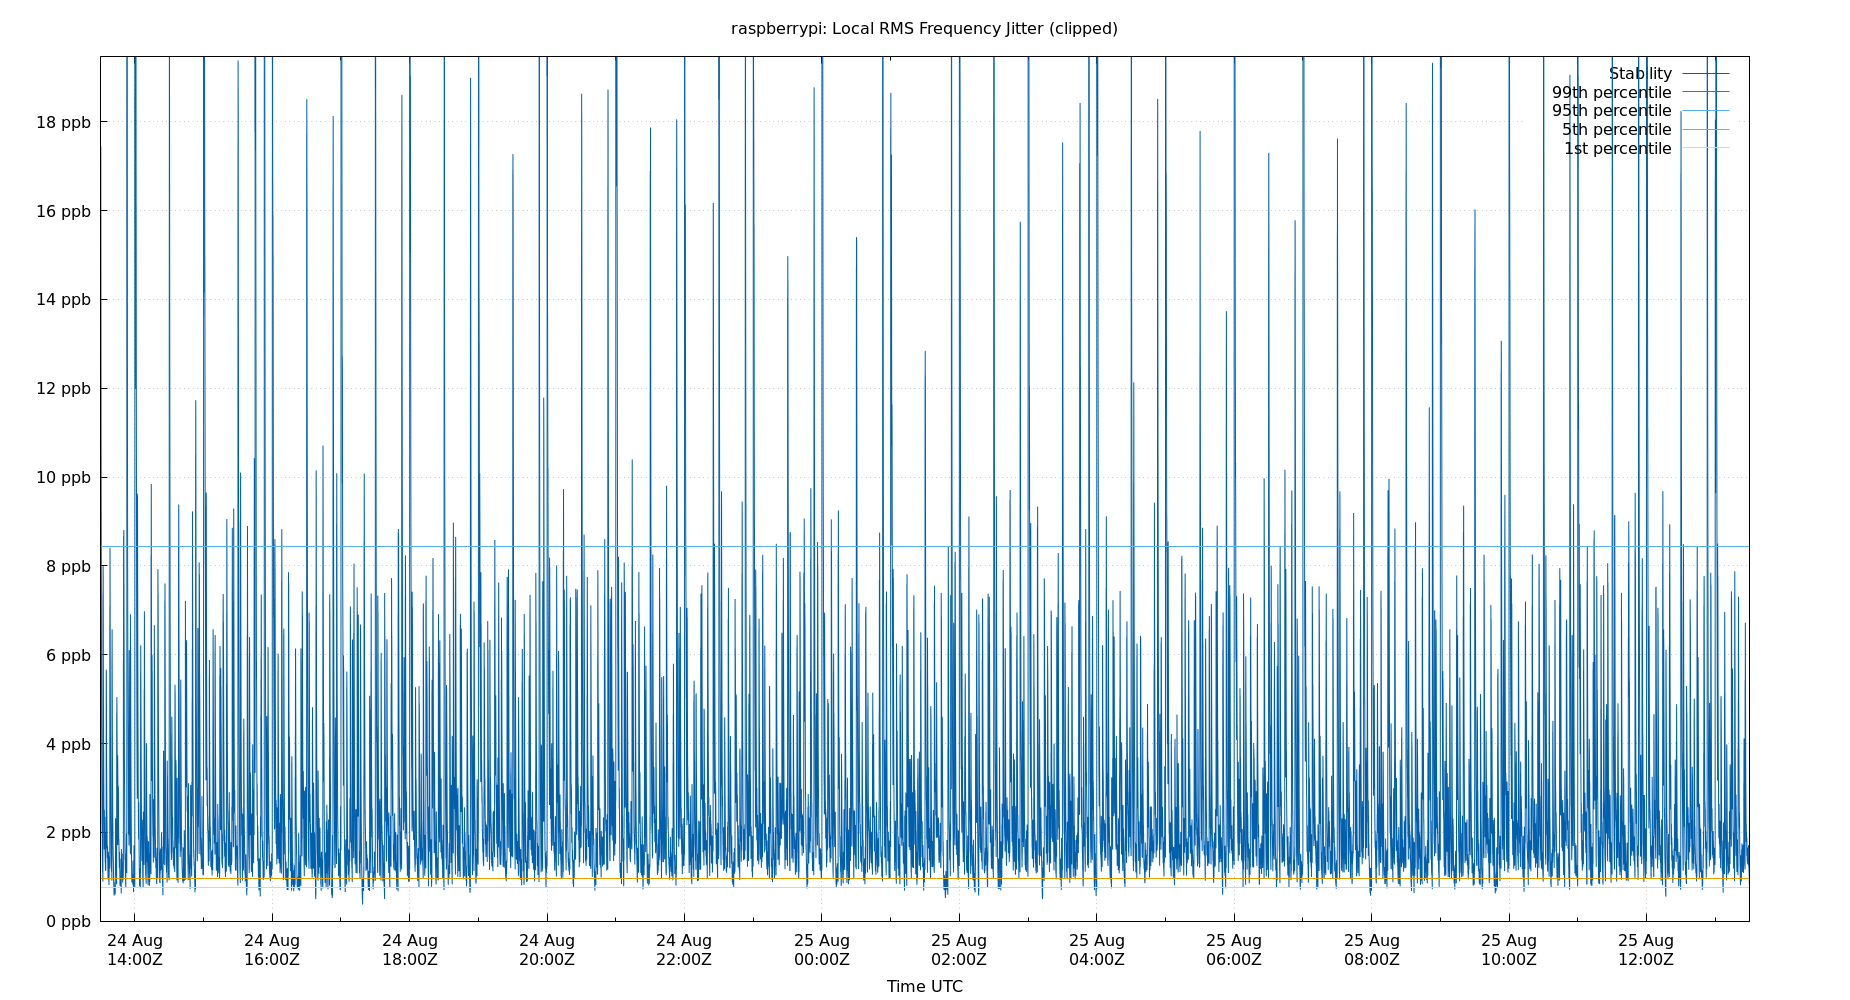 raspberrypi: Local RMS Frequency Jitter (clipped)
Stability
99th percentile
95th percentile
5th percentile
1st percentile
18 ppb
16 ppb
14 ppb
12 ppb
10 ppb
8 ppb
6 ppb
4 ppb
2 ppb
0 ppb
24 Aug 24 Aug 24 Aug 24 Aug 24 Aug 25 Aug 25 Aug 25 Aug 25 Aug 25 Aug 25 Aug 25 Aug
14:00Z 16:00Z 18:00Z 20:00Z 22:00Z 00:00Z 02:00Z 04:00Z 06:00Z 08:00Z 10:00Z 12:00Z
Time UTC